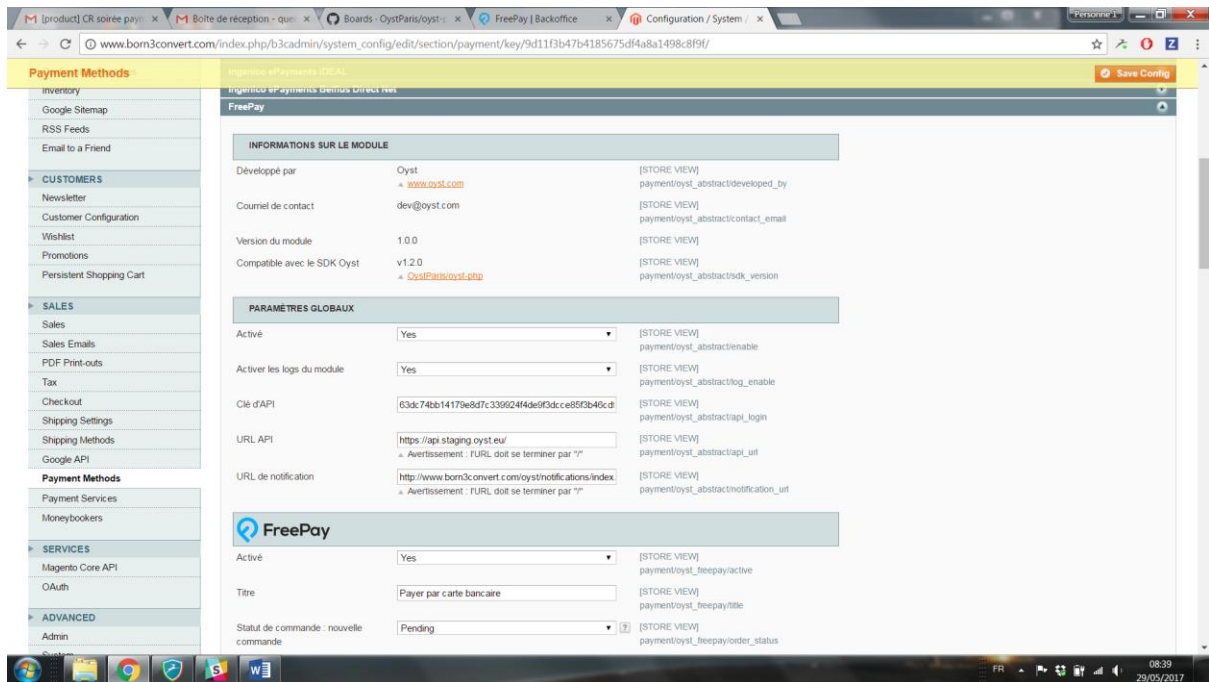 [product] CR soirée pay
Boîte de réception - que
Boards · OystParis/oyst-
FreePay | Backoffice
Configuration / System /
Personne 1
www.born3convert.com/index.php/b3cadmin/system_config/edit/section/payment/key/9d11f3b47b4185675df4a8a1498c8f9f/
Payment Methods
Save Config
Ingenico ePayments iDEAL
Inventory
Ingenico ePayments Belfius Direct Net
Google Sitemap
FreePay
RSS Feeds
Email to a Friend
INFORMATIONS SUR LE MODULE
Développé par
Oyst
[STORE VIEW]
www.oyst.com
payment/oyst_abstract/developed_by
CUSTOMERS
Newsletter
Courriel de contact
dev@oyst.com
[STORE VIEW]
payment/oyst_abstract/contact_email
Customer Configuration
Wishlist
Version du module
1.0.0
[STORE VIEW]
Promotions
Compatible avec le SDK Oyst
v1.2.0
[STORE VIEW]
OystParis/oyst-php
payment/oyst_abstract/sdk_version
Persistent Shopping Cart
SALES
PARAMÈTRES GLOBAUX
Sales
Activé
Yes
[STORE VIEW]
payment/oyst_abstract/enable
Sales Emails
PDF Print-outs
Activer les logs du module
Yes
[STORE VIEW]
payment/oyst_abstract/log_enable
Tax
Checkout
Clé d'API
63dc74bb14179e8d7c339924f4de9f3dcce85f3b46cd
[STORE VIEW]
payment/oyst_abstract/api_login
Shipping Settings
Shipping Methods
URL API
https://api.staging.oyst.eu/
[STORE VIEW]
Avertissement : l'URL doit se terminer par "/"
payment/oyst_abstract/api_url
Google API
Payment Methods
URL de notification
http://www.born3convert.com/oyst/notifications/index
[STORE VIEW]
Avertissement : l'URL doit se terminer par "/"
payment/oyst_abstract/notification_url
Payment Services
Moneybookers
FreePay
SERVICES
Activé
Yes
[STORE VIEW]
payment/oyst_freepay/active
Magento Core API
OAuth
Titre
Payer par carte bancaire
[STORE VIEW]
payment/oyst_freepay/title
ADVANCED
Statut de commande : nouvelle commande
Pending
[STORE VIEW]
payment/oyst_freepay/order_status
Admin
System
FR
08:39
29/05/2017